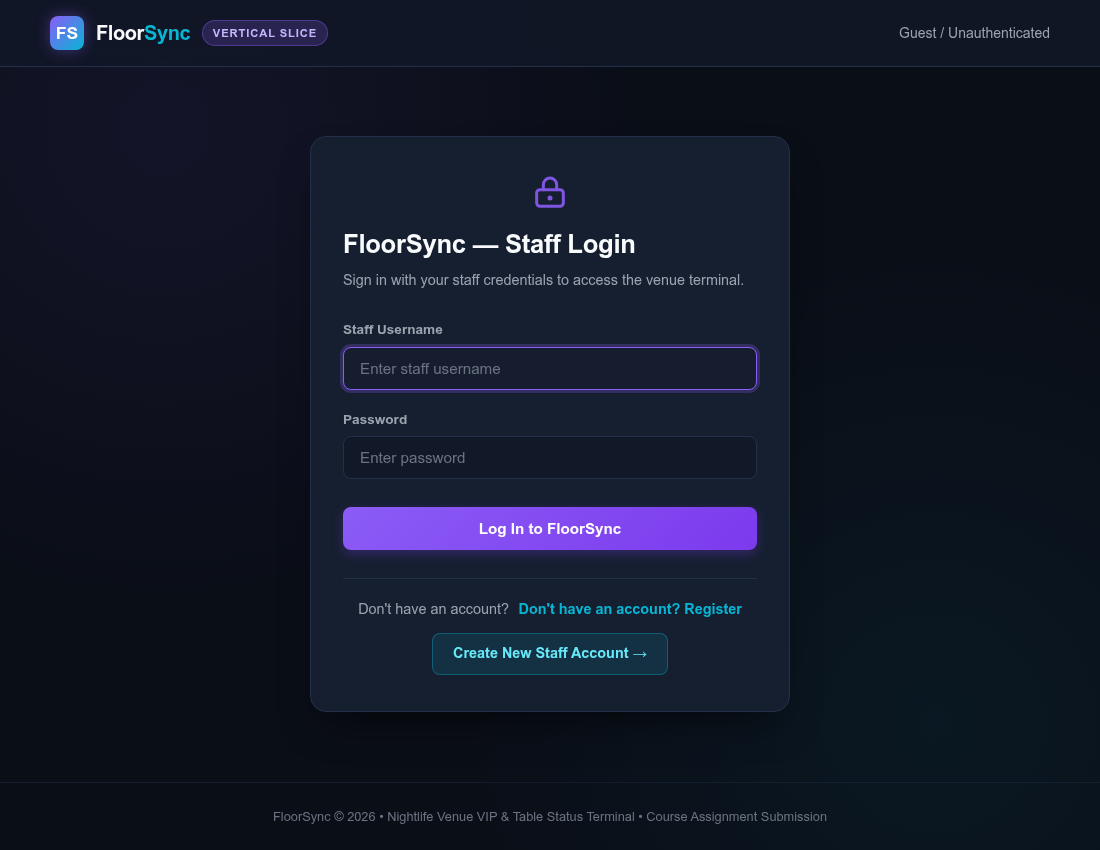 FS FloorSync VERTICAL SLICE Guest / Unauthenticated
FloorSync — Staff Login
Sign in with your staff credentials to access the venue terminal.
Staff Username
Enter staff username
Password
Enter password
Log In to FloorSync
Don't have an account? Don't have an account? Register
Create New Staff Account →
FloorSync © 2026 • Nightlife Venue VIP & Table Status Terminal • Course Assignment Submission